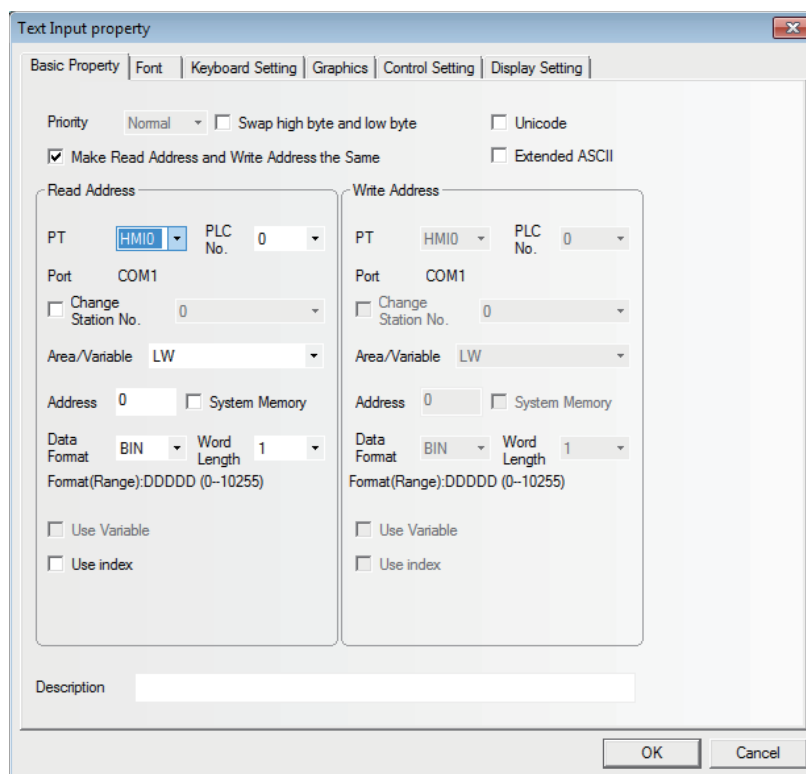 Text Input property
Basic Property Font Keyboard Setting Graphics Control Setting Display Setting
Priority Normal Swap high byte and low byte Unicode
Make Read Address and Write Address the Same Extended ASCII
Read Address Write Address
PT HMI0 PLC No. 0 PT HMI0 PLC No. 0
Port COM1 Port COM1
Change Station No. 0 Change Station No. 0
Area/Variable LW Area/Variable LW
Address 0 System Memory Address 0 System Memory
Data Format BIN Word Length 1 Data Format BIN Word Length 1
Format(Range):DDDDD (0--10255) Format(Range):DDDDD (0--10255)
Use Variable Use Variable
Use index Use index
Description
OK Cancel